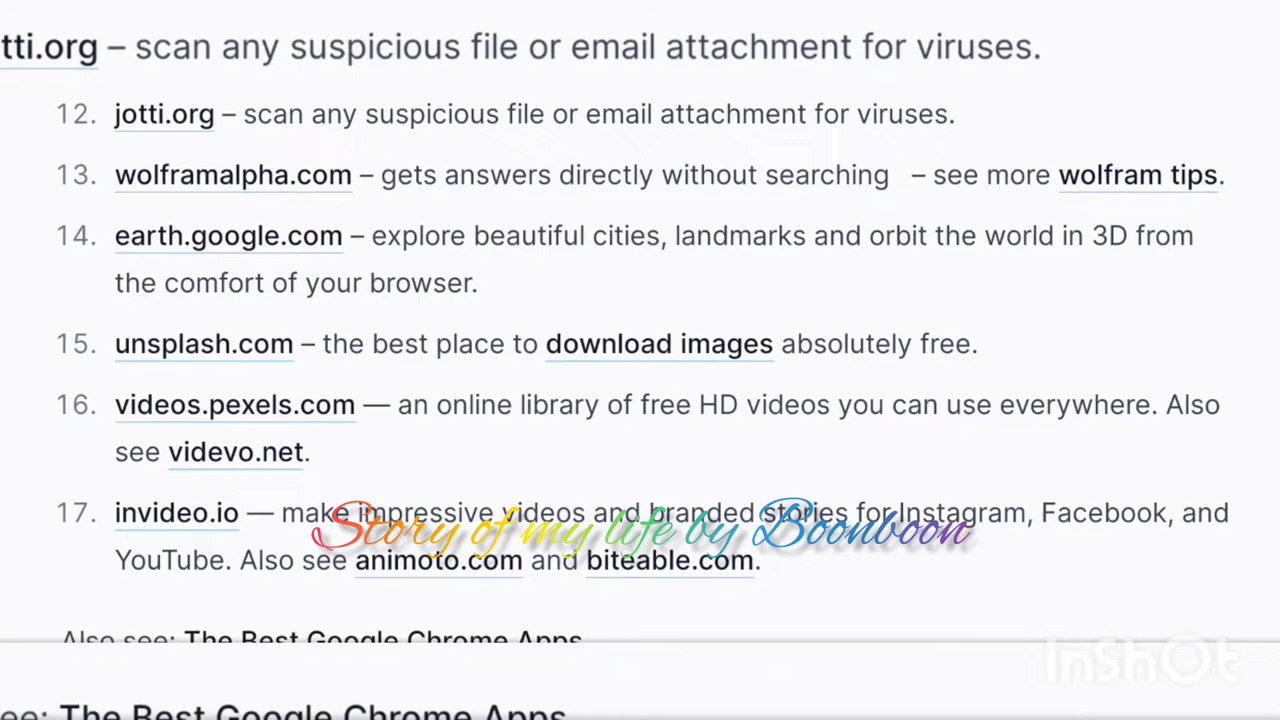 tti.org – scan any suspicious file or email attachment for viruses.
12. jotti.org – scan any suspicious file or email attachment for viruses.
13. wolframalpha.com – gets answers directly without searching – see more wolfram tips.
14. earth.google.com – explore beautiful cities, landmarks and orbit the world in 3D from
the comfort of your browser.
15. unsplash.com – the best place to download images absolutely free.
16. videos.pexels.com — an online library of free HD videos you can use everywhere. Also
see videvo.net.
17. invideo.io — make impressive videos and branded stories for Instagram, Facebook, and
Story of my life by Boonboon
YouTube. Also see animoto.com and biteable.com.
Also see: The Best Google Chrome Apps
InShOt
ee: The Best Google Chrome Apps